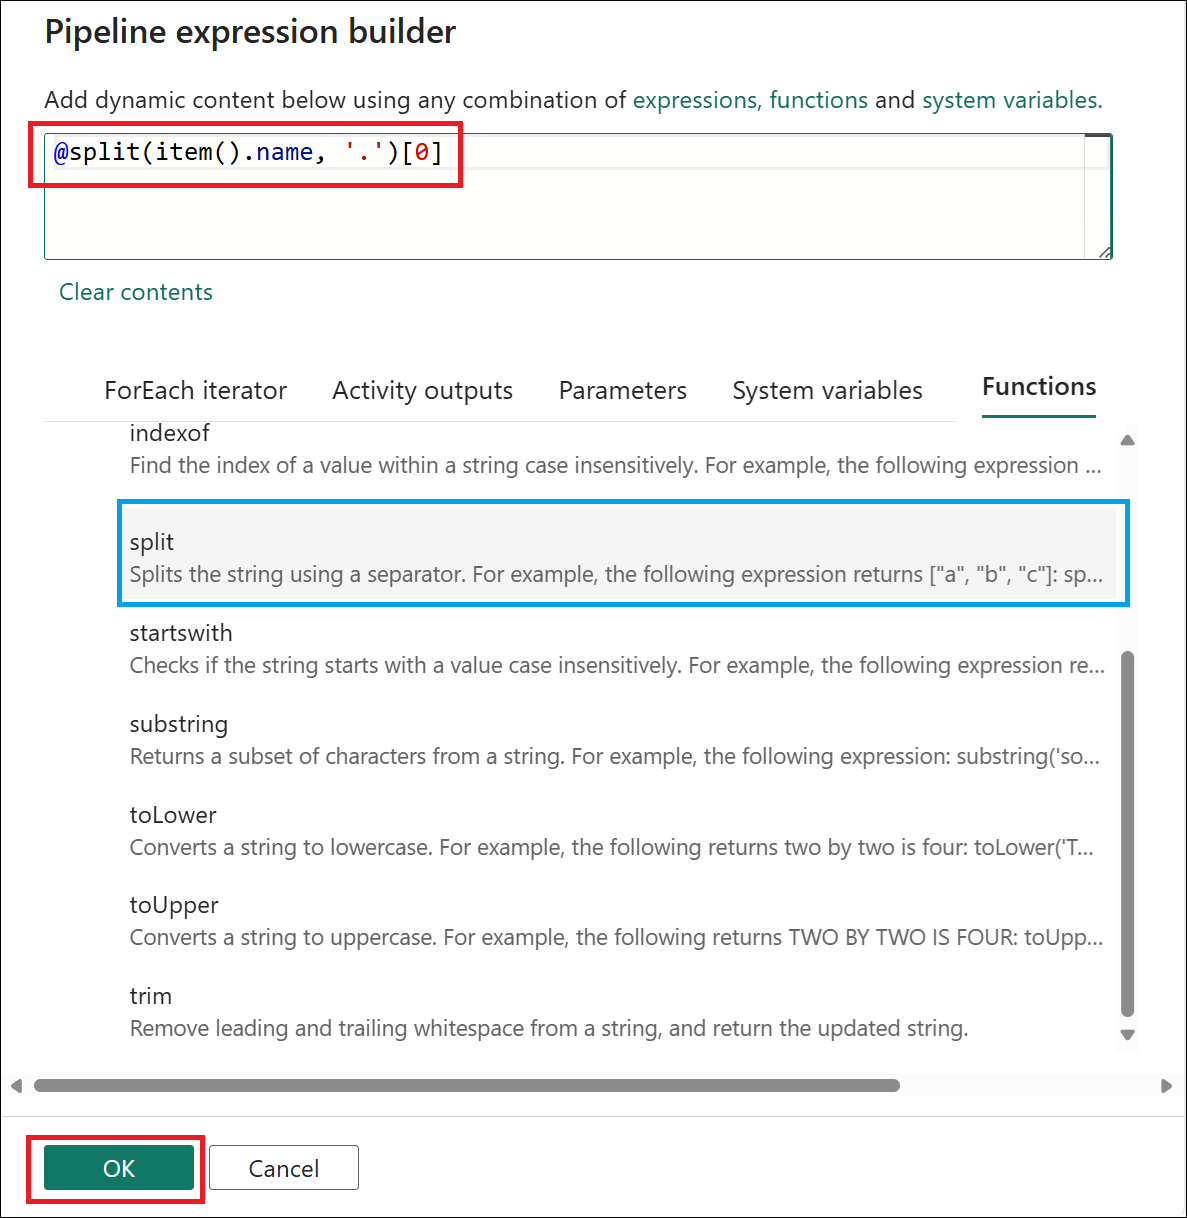 Pipeline expression builder
Add dynamic content below using any combination of expressions, functions and system variables.
@split(item().name, '.')[0]
Clear contents
ForEach iterator Activity outputs Parameters System variables Functions
indexof
Find the index of a value within a string case insensitively. For example, the following expression ...
split
Splits the string using a separator. For example, the following expression returns ["a", "b", "c"]: sp...
startswith
Checks if the string starts with a value case insensitively. For example, the following expression re...
substring
Returns a subset of characters from a string. For example, the following expression: substring('so...
toLower
Converts a string to lowercase. For example, the following returns two by two is four: toLower('T...
toUpper
Converts a string to uppercase. For example, the following returns TWO BY TWO IS FOUR: toUpp...
trim
Remove leading and trailing whitespace from a string, and return the updated string.
OK Cancel